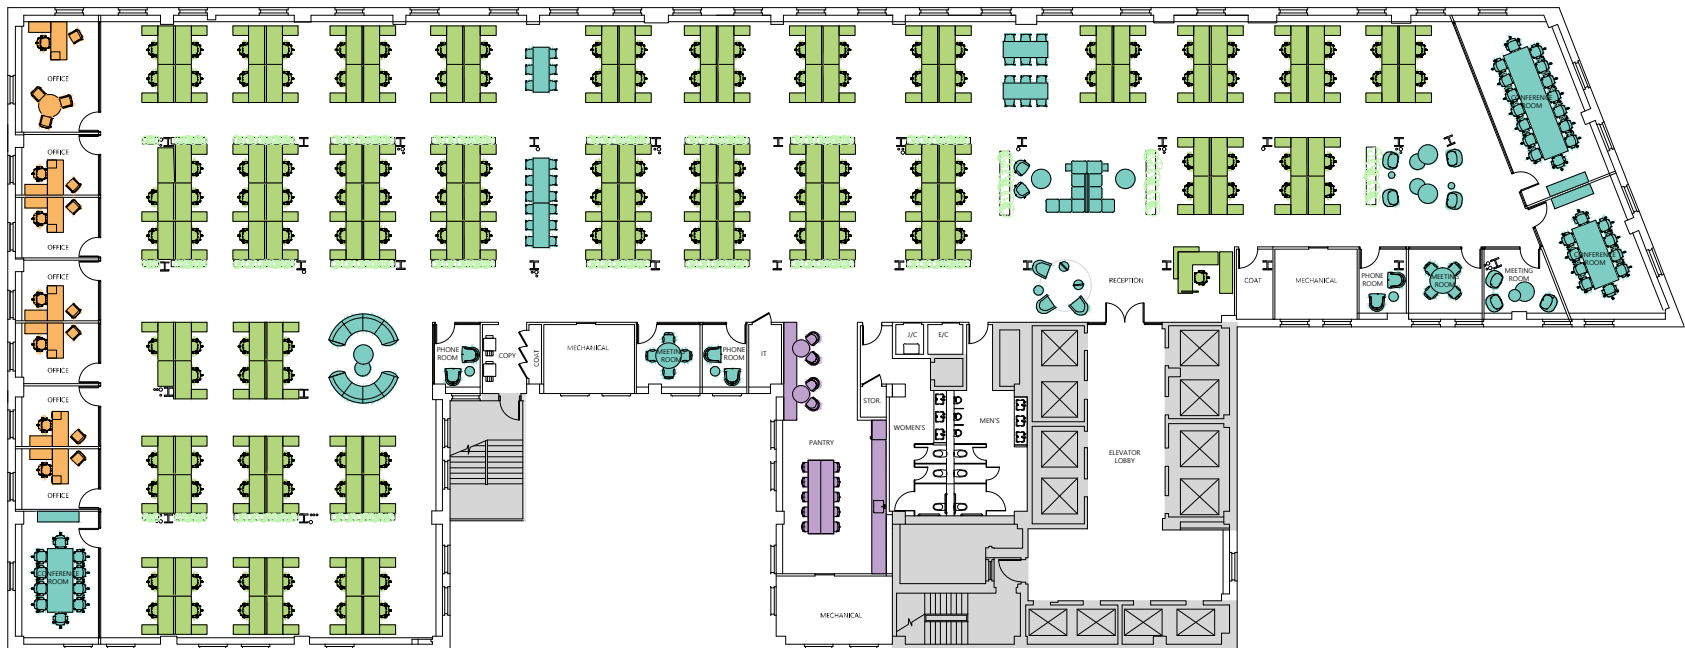 OFFICE
OFFICE
OFFICE
OFFICE
OFFICE
OFFICE
OFFICE
CONFERENCE
ROOM
PHONE
ROOM
COPY
COAT
MECHANICAL
MEETING
ROOM
PHONE
ROOM
IT
PANTRY
STOR.
J/C
E/C
WOMEN'S
MEN'S
MECHANICAL
ELEVATOR
LOBBY
RECEPTION
COAT
MECHANICAL
PHONE
ROOM
MEETING
ROOM
MEETING
ROOM
CONFERENCE
ROOM
CONFERENCE
ROOM